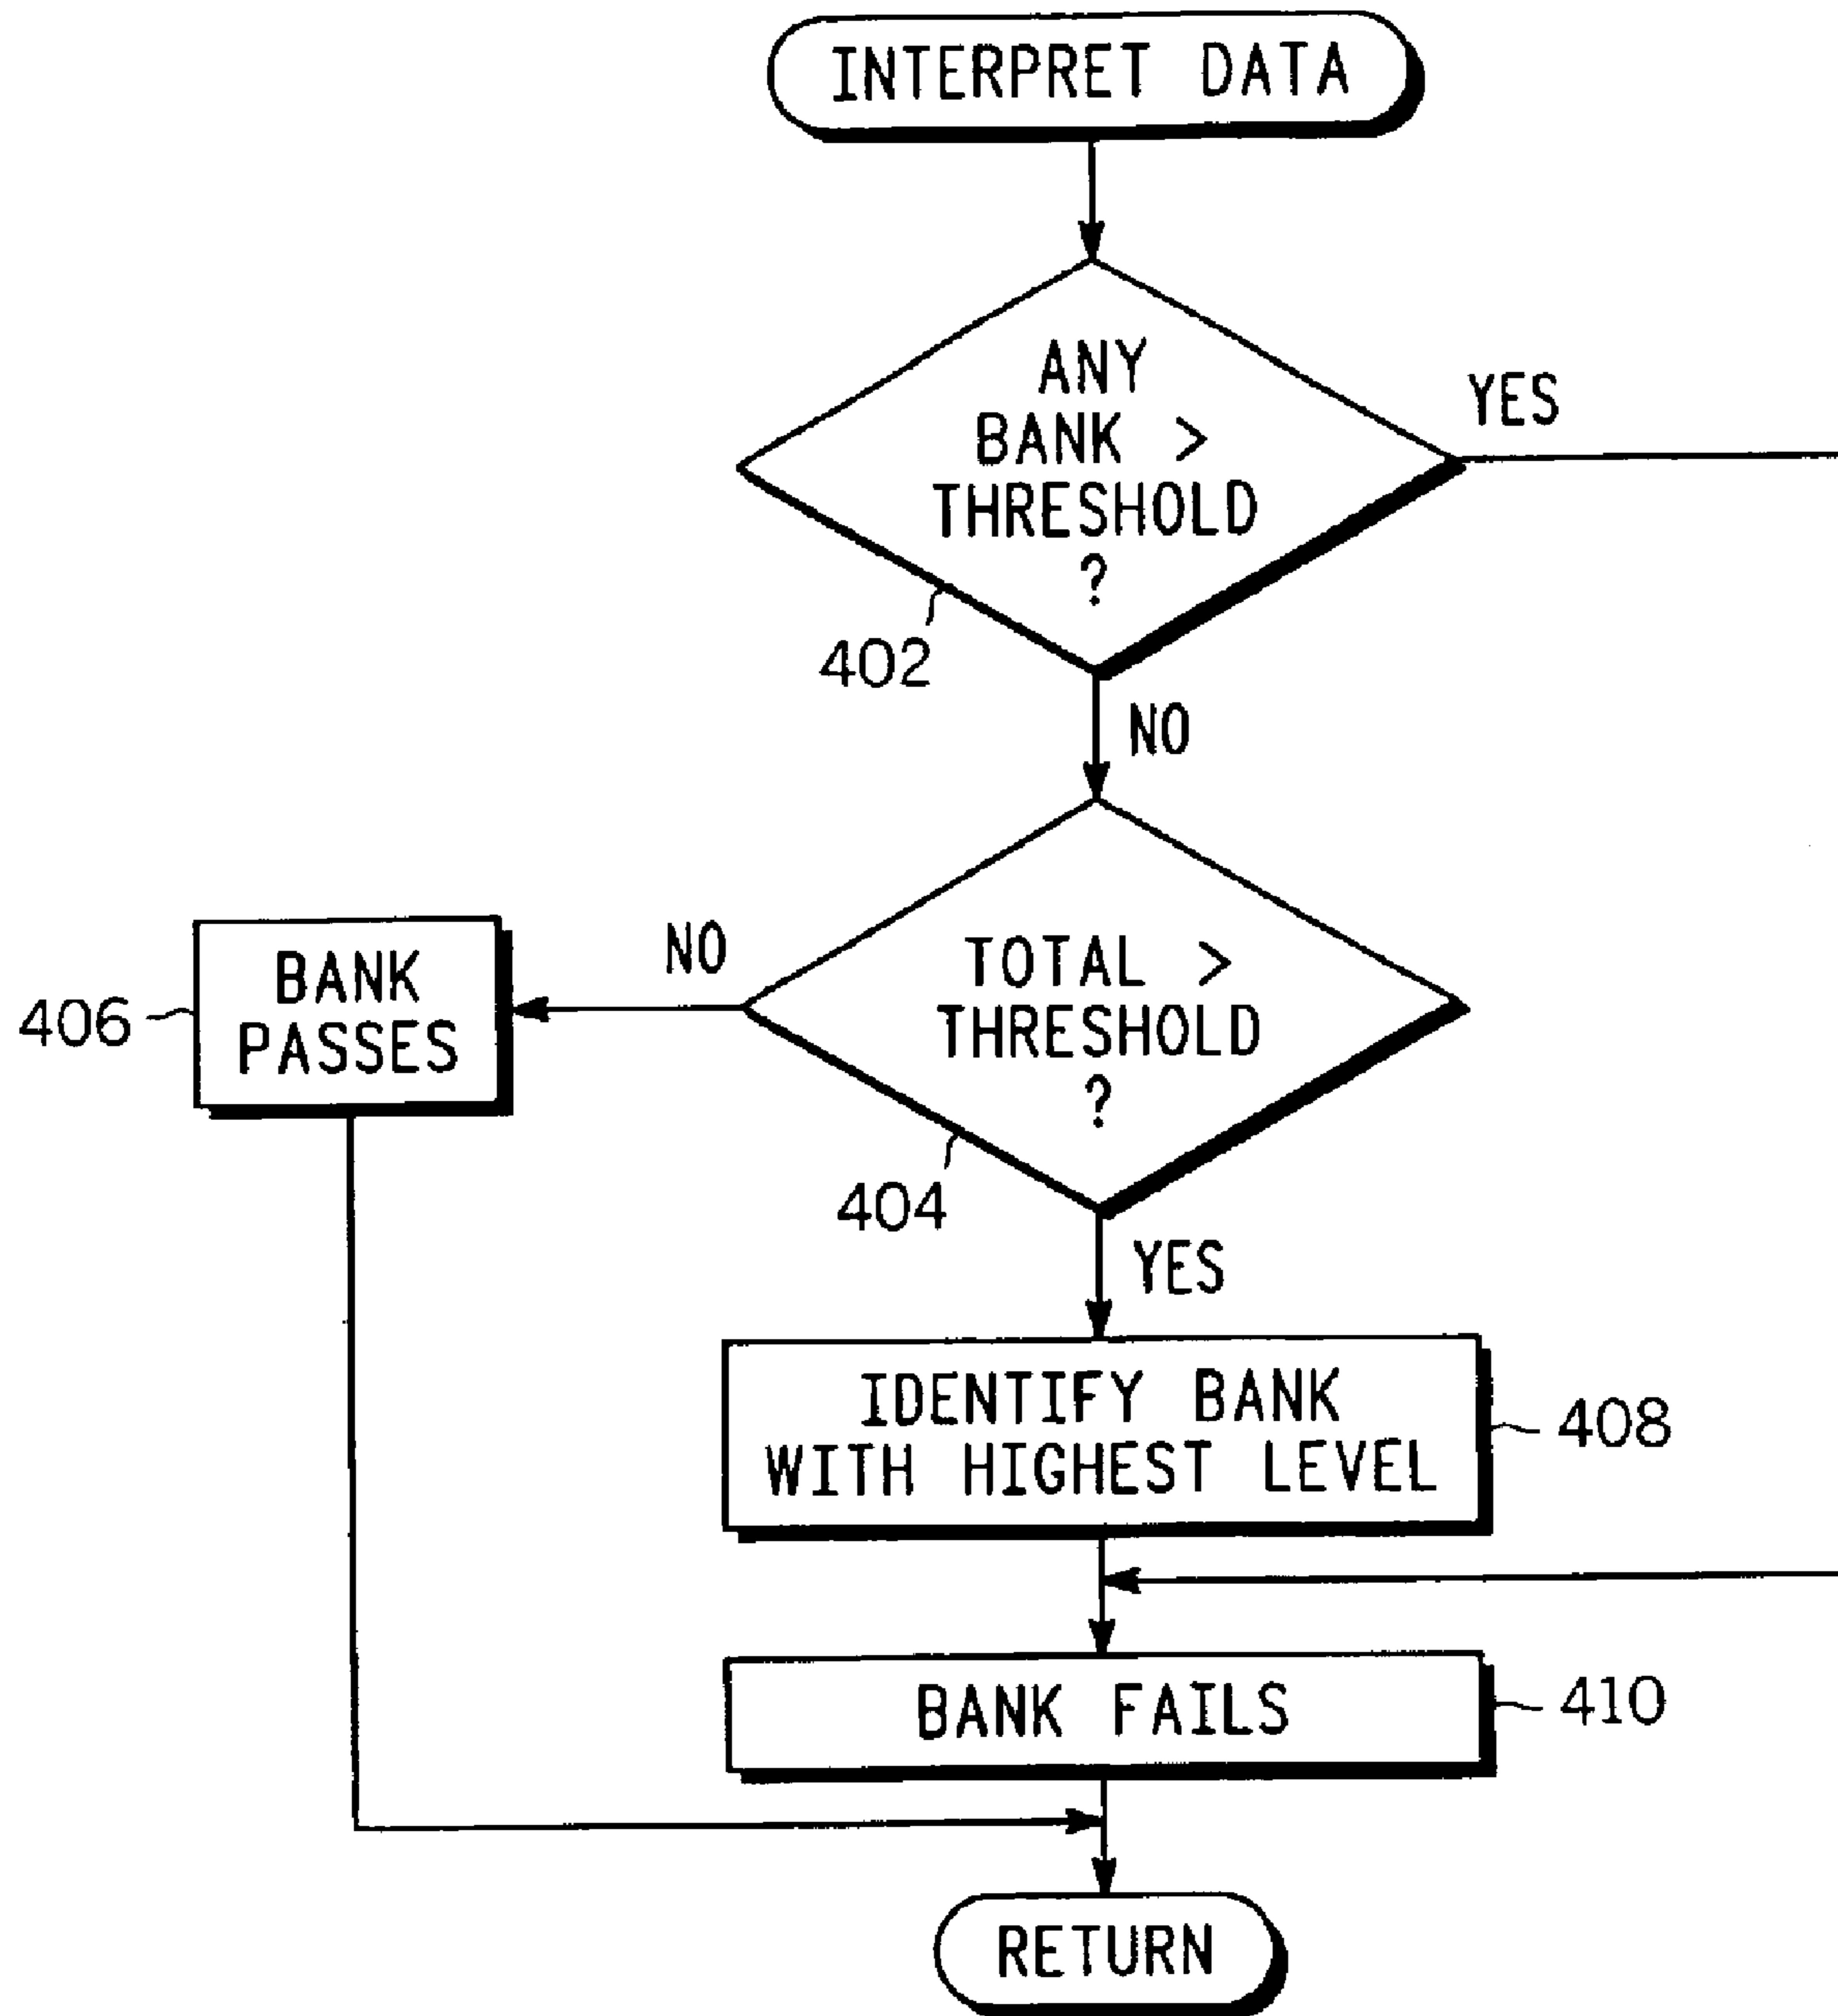 INTERPRET DATA
ANY
BANK >
THRESHOLD
?
YES
402
NO
TOTAL >
THRESHOLD
?
NO
BANK
PASSES
406
404
YES
IDENTIFY BANK
WITH HIGHEST LEVEL
408
BANK FAILS
410
RETURN